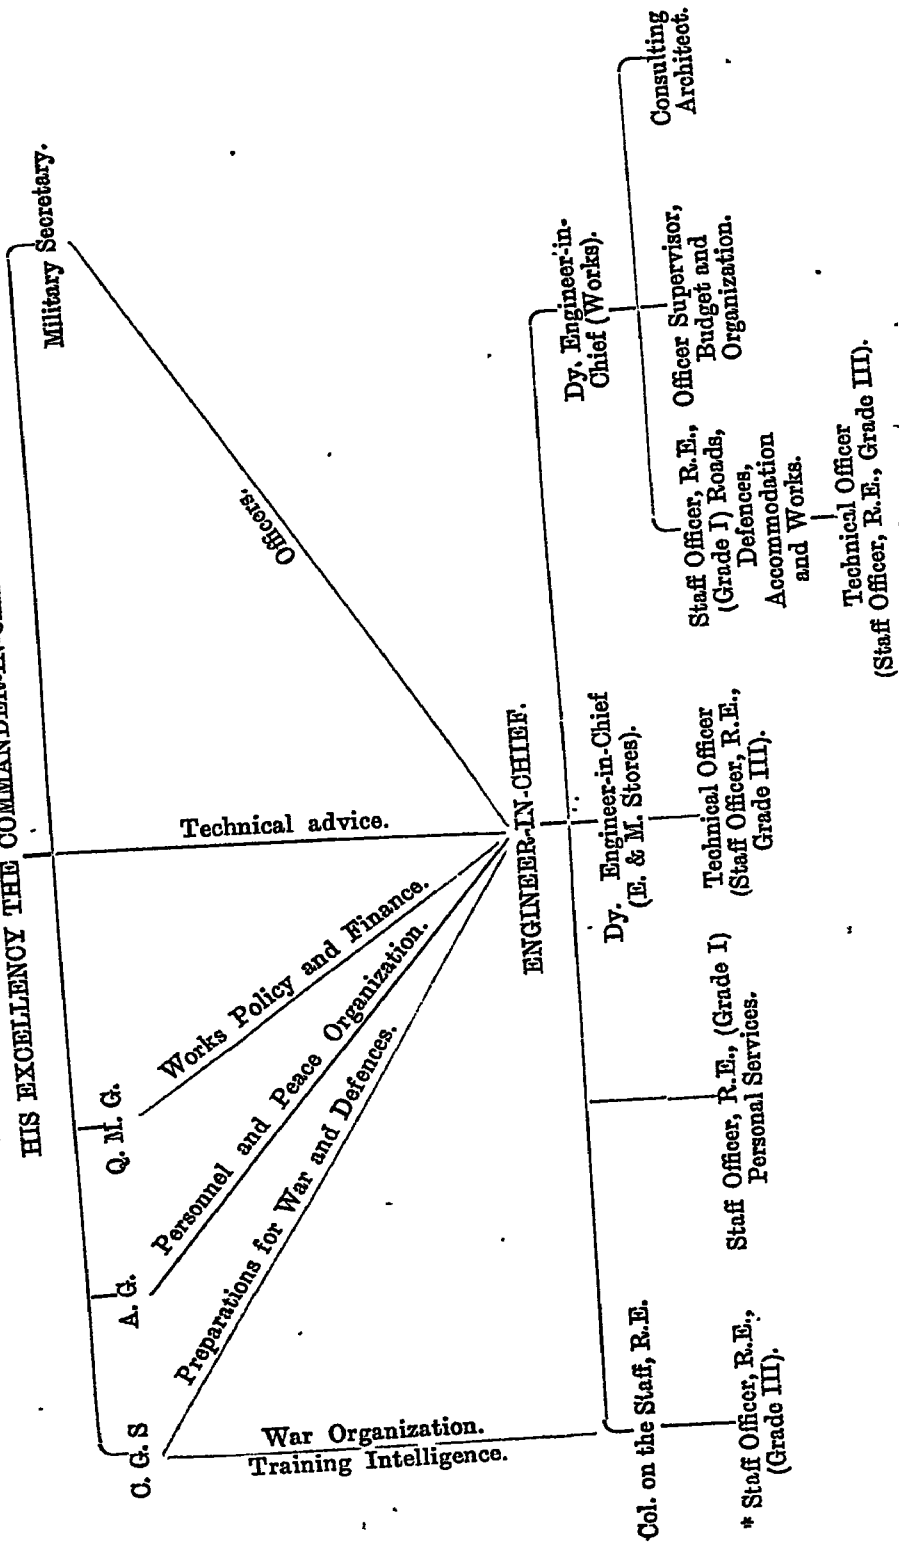 HIS EXCELLENCY THE COMMANDER-IN-
Military Secretary.
Q. M. G.
A. G.
C. G. S
Officers.
Technical advice.
Works Policy and Finance.
Personnel and Peace Organization.
Preparations for War and Defences.
War Organization.
Training Intelligence.
ENGINEER-IN-CHIEF.
Col. on the Staff, R.E.
* Staff Officer, R.E.,
(Grade III).
Staff Officer, R.E., (Grade I)
Personal Services.
Dy. Engineer-in-Chief
(E. & M. Stores).
Technical Officer
(Staff Officer, R.E.,
Grade III).
Dy. Engineer-in-
Chief (Works).
Staff Officer, R.E.,
(Grade I) Roads,
Defences,
Accommodation
and Works.
Technical Officer
(Staff Officer, R.E., Grade III).
Officer Supervisor,
Budget and
Organization.
Consulting
Architect.